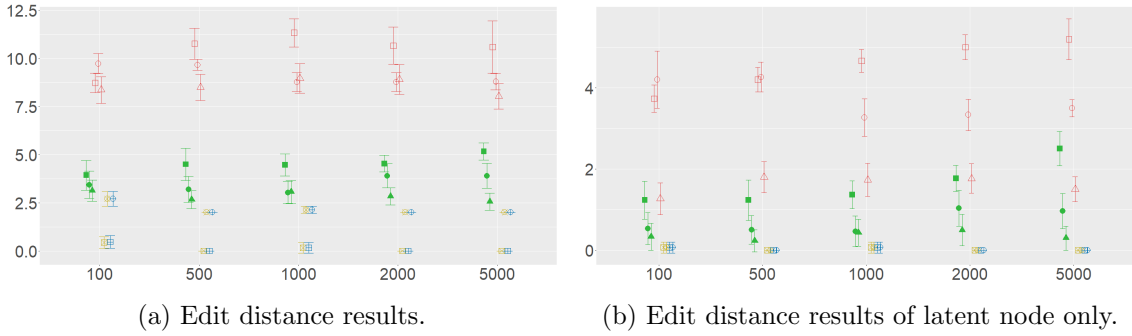 12.5
10.0
7.5
5.0
2.5
0.0
100 500 1000 2000 5000
(a) Edit distance results.
4
2
0
100 500 1000 2000 5000
(b) Edit distance results of latent node only.